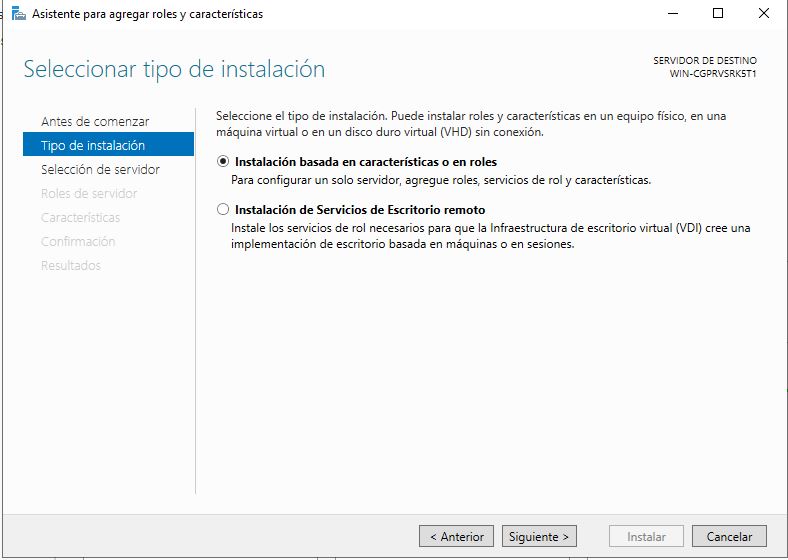 Asistente para agregar roles y características
Seleccionar tipo de instalación
SERVIDOR DE DESTINO
WIN-CGPRVSRK5T1
Antes de comenzar
Tipo de instalación
Selección de servidor
Roles de servidor
Características
Confirmación
Resultados
Seleccione el tipo de instalación. Puede instalar roles y características en un equipo físico, en una
máquina virtual o en un disco duro virtual (VHD) sin conexión.
Instalación basada en características o en roles
Para configurar un solo servidor, agregue roles, servicios de rol y características.
Instalación de Servicios de Escritorio remoto
Instale los servicios de rol necesarios para que la Infraestructura de escritorio virtual (VDI) cree una
implementación de escritorio basada en máquinas o en sesiones.
< Anterior
Siguiente >
Instalar
Cancelar